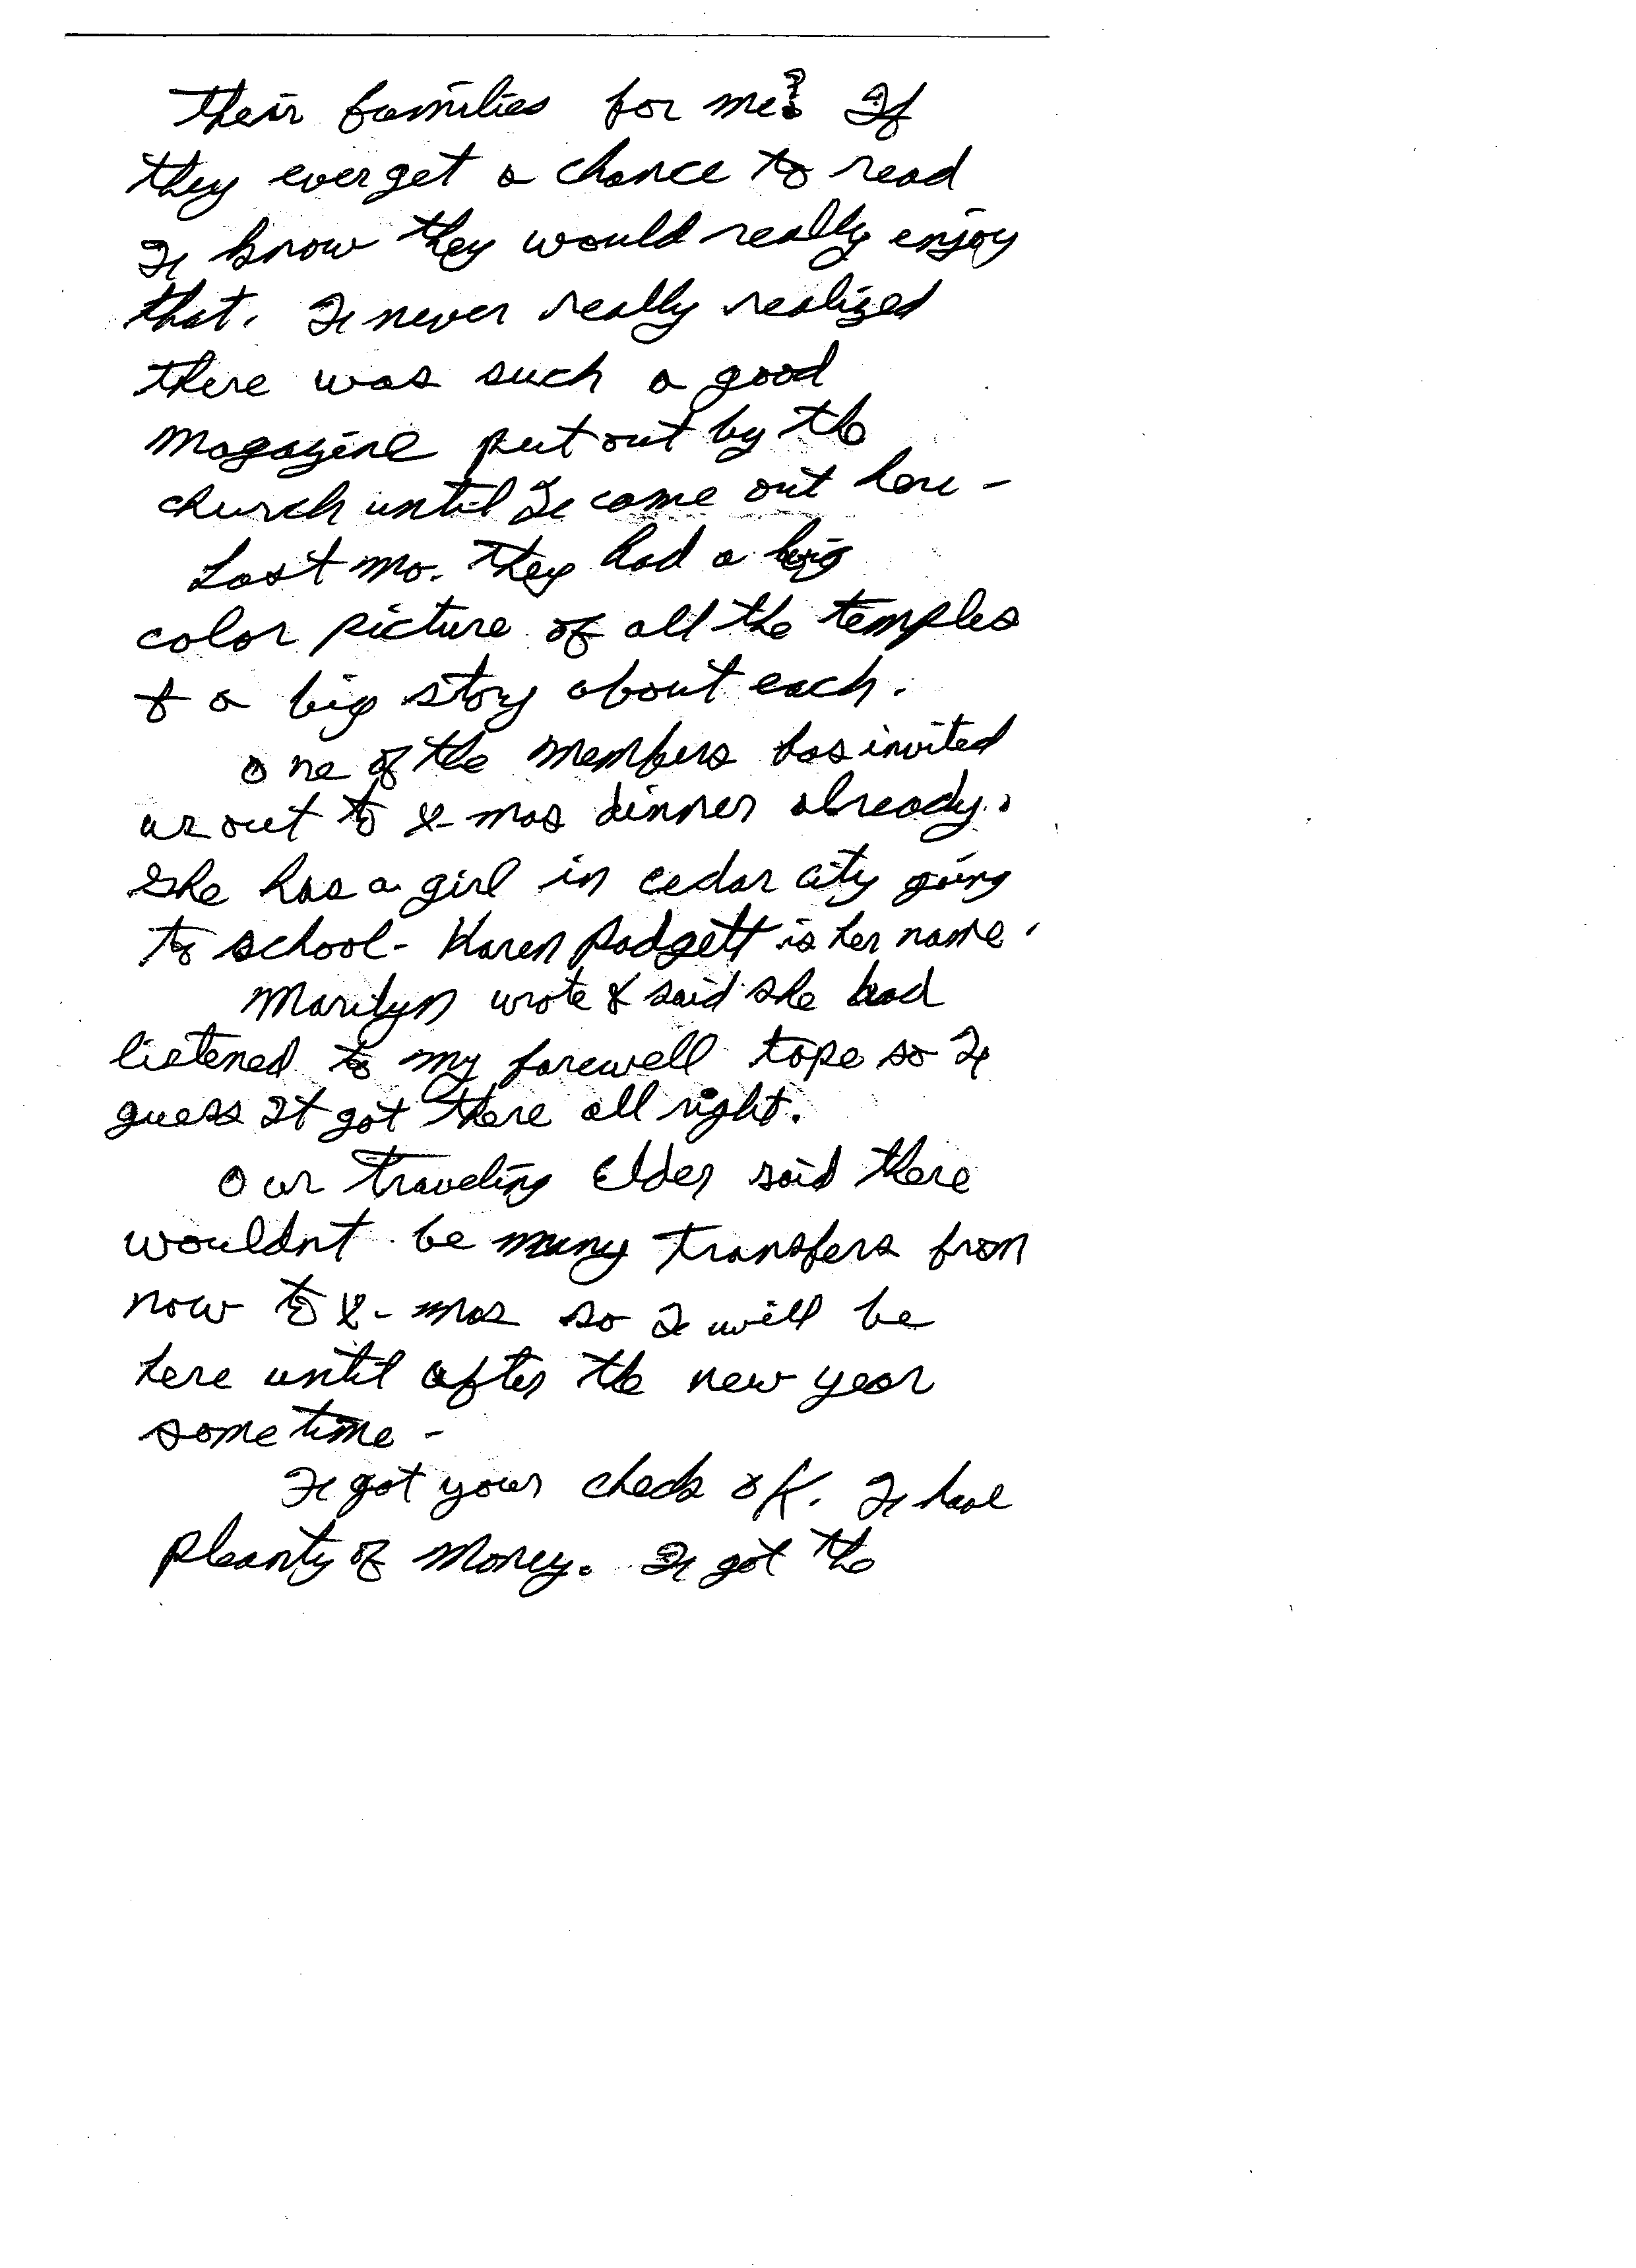 their families for me? If
they ever get a chance to read
I know they would really enjoy
that. I never really realized
there was such a good
magazine put out by the
church until I came out here -
Last mo. they had a big
color picture of all the temples
& a big story about each.
One of the members has invited
us out to X-mas dinner already.
She has a girl in cedar city going
to school - Karen Padgett is her name.
Marilyn wrote & said she had
listened to my farewell tape so I
guess It got there all right.
Our traveling Elder said there
wouldnt be many transfers from
now to X-mas so I will be
here until after the new year
some time -
I got your check OK. I have
pleanty of money. I got the